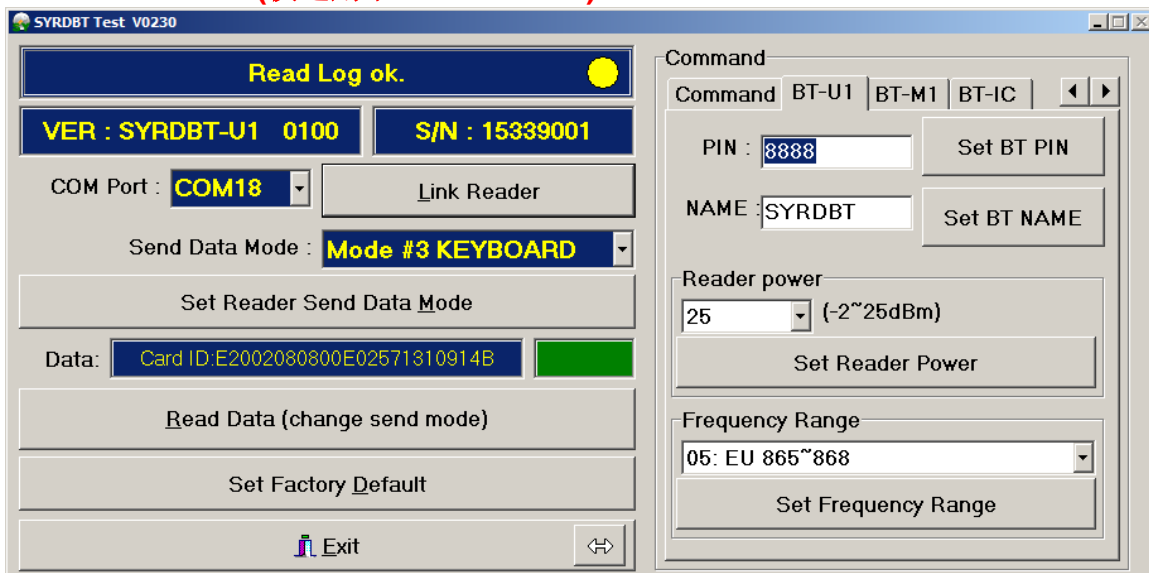 SYRDBT Test V0230
Read Log ok.
VER : SYRDBT-U1 0100
S/N : 15339001
COM Port : COM18
Link Reader
Send Data Mode : Mode #3 KEYBOARD
Set Reader Send Data Mode
Data: Card ID:E2002080800E02571310914B
Read Data (change send mode)
Set Factory Default
Exit
Command
Command BT-U1 BT-M1 BT-IC
PIN : 8888
Set BT PIN
NAME : SYRDBT
Set BT NAME
Reader power
25 (-2~25dBm)
Set Reader Power
Frequency Range
05: EU 865~868
Set Frequency Range